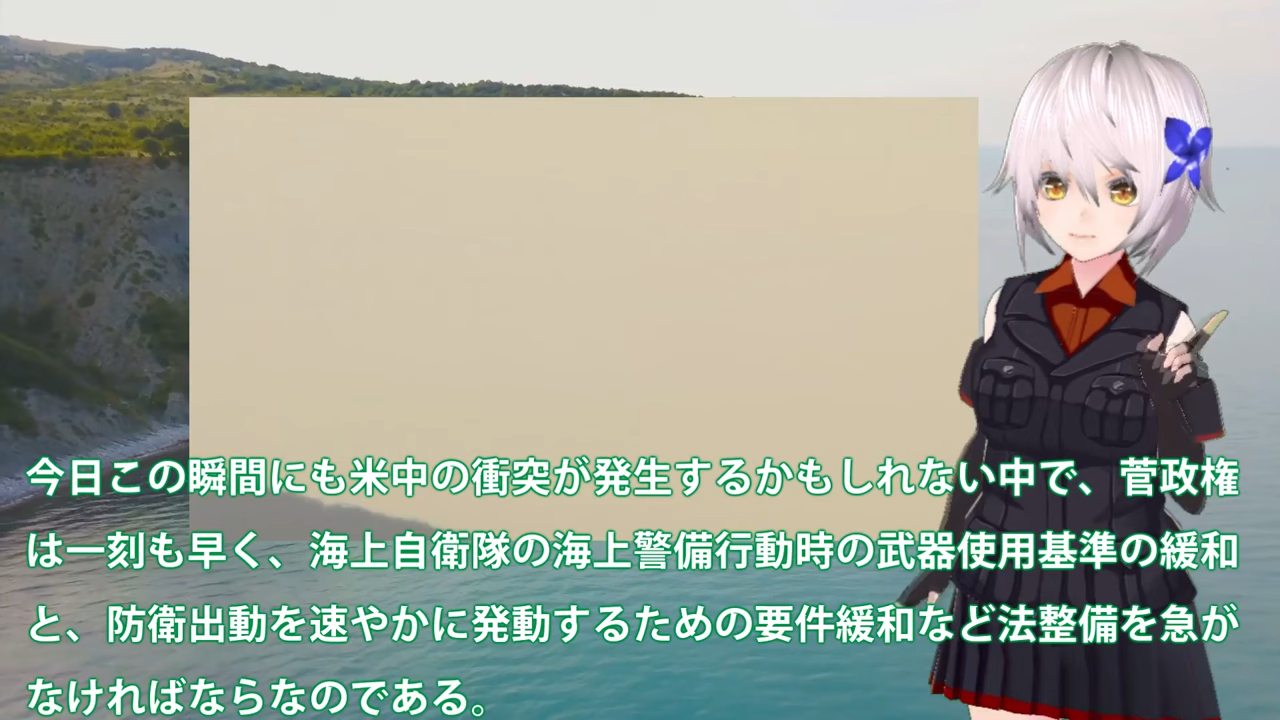 今日この瞬間にも米中の衝突が発生するかもしれない中で、菅政権
は一刻も早く、海上自衛隊の海上警備行動時の武器使用基準の緩和
と、防衛出動を速やかに発動するための要件緩和など法整備を急が
なければならなのである。